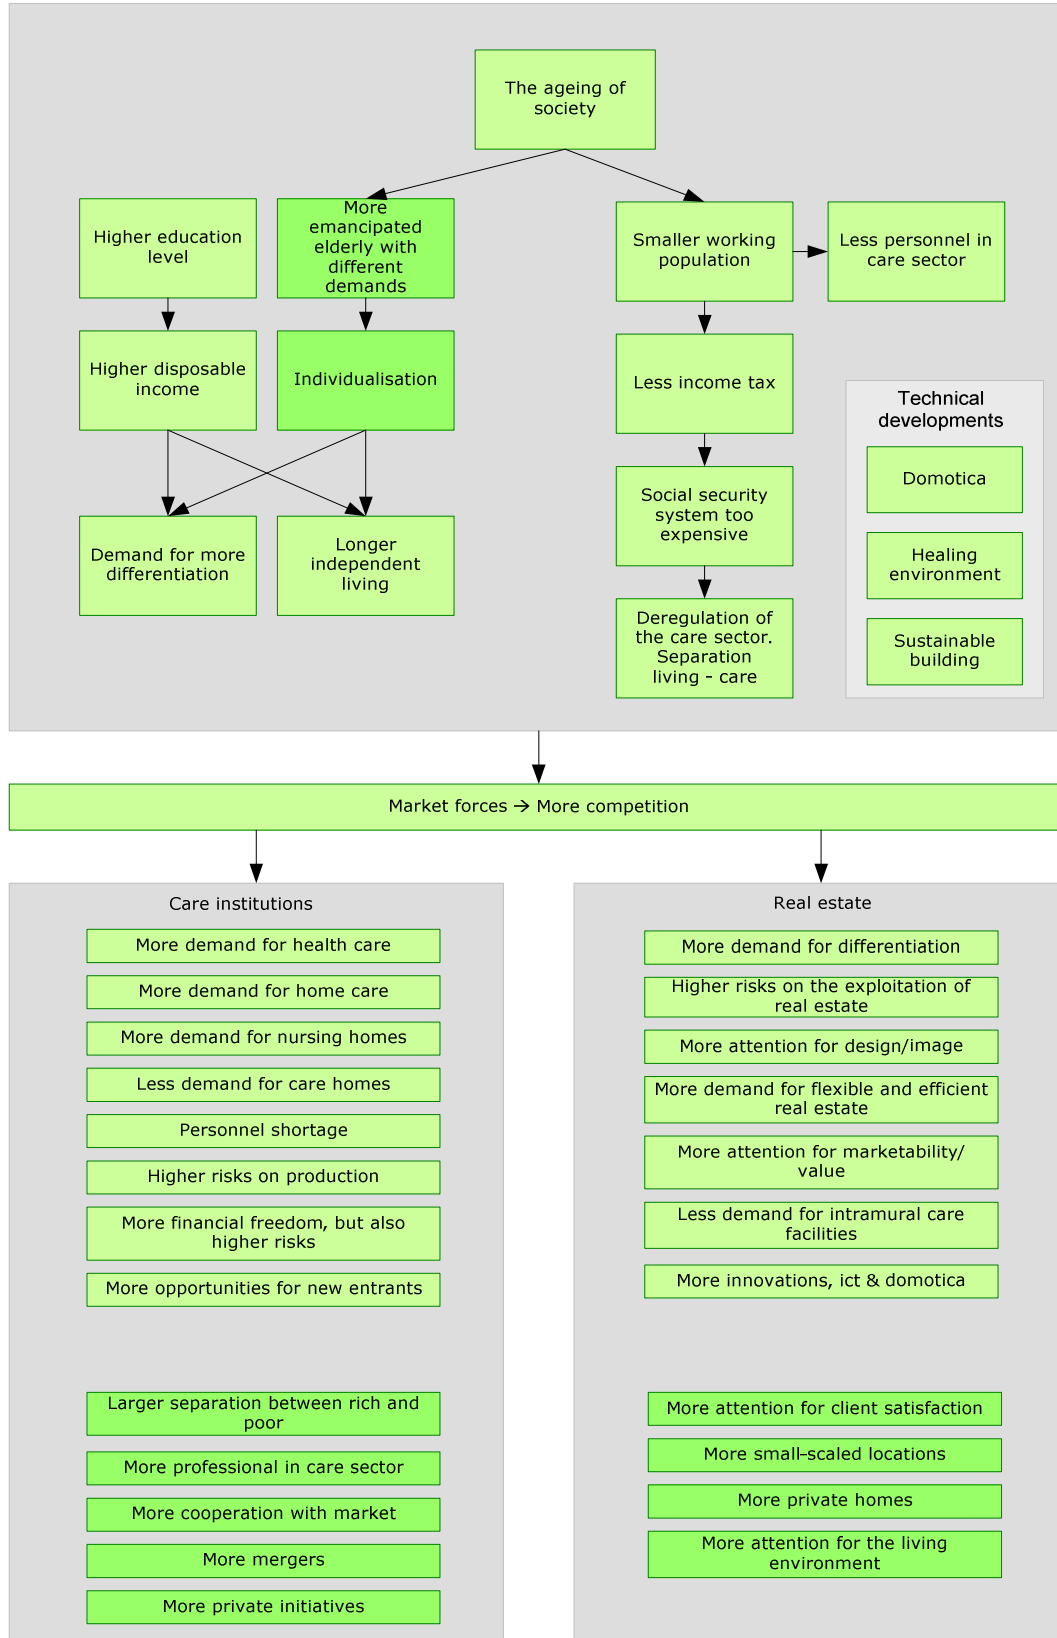 The ageing of
society
Higher education
level
More
emancipated
elderly with
different
demands
Smaller working
population
Less personnel in
care sector
Higher disposable
income
Individualisation
Less income tax
Technical
developments
Domotica
Social security
system too
expensive
Demand for more
differentiation
Longer
independent
living
Healing
environment
Deregulation of
the care sector.
Separation
living - care
Sustainable
building
Market forces → More competition
Care institutions
More demand for health care
More demand for home care
More demand for nursing homes
Less demand for care homes
Personnel shortage
Higher risks on production
More financial freedom, but also
higher risks
More opportunities for new entrants
Larger separation between rich and
poor
More professional in care sector
More cooperation with market
More mergers
More private initiatives
Real estate
More demand for differentiation
Higher risks on the exploitation of
real estate
More attention for design/image
More demand for flexible and efficient
real estate
More attention for marketability/
value
Less demand for intramural care
facilities
More innovations, ict & domotica
More attention for client satisfaction
More small-scaled locations
More private homes
More attention for the living
environment